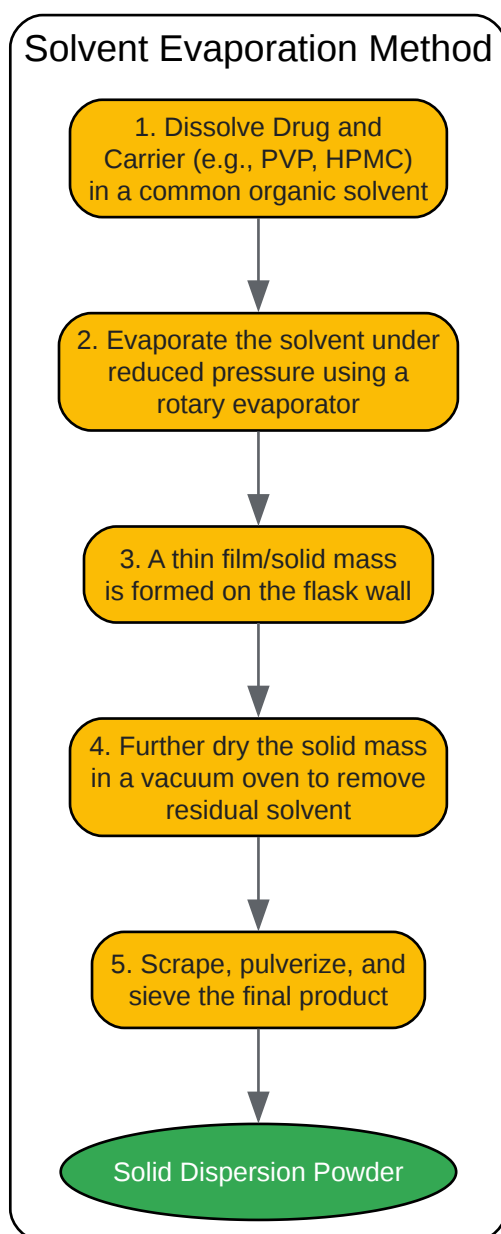 Solvent Evaporation Method
1. Dissolve Drug and
Carrier (e.g., PVP, HPMC)
in a common organic solvent
2. Evaporate the solvent under
reduced pressure using a
rotary evaporator
3. A thin film/solid mass
is formed on the flask wall
4. Further dry the solid mass
in a vacuum oven to remove
residual solvent
5. Scrape, pulverize, and
sieve the final product
Solid Dispersion Powder